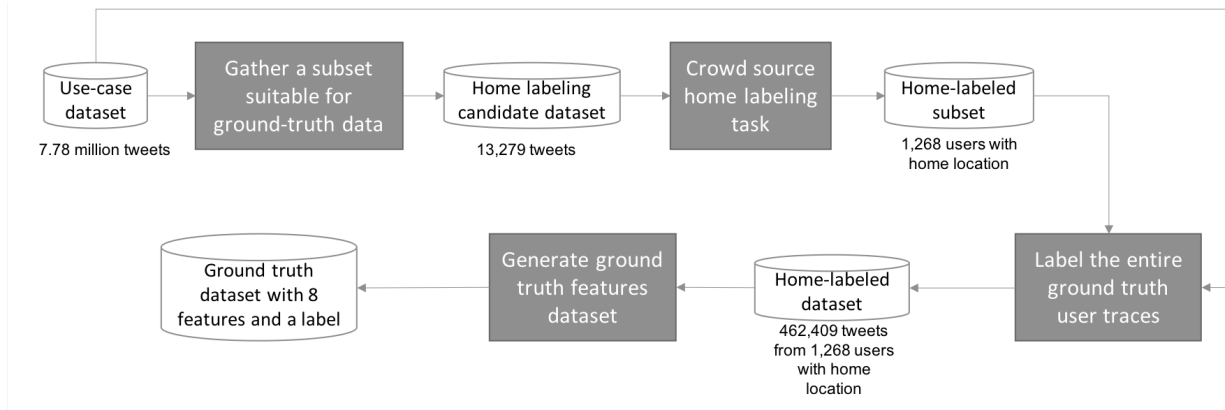 Use-case
dataset
7.78 million tweets
Gather a subset
suitable for
ground-truth data
Home labeling
candidate dataset
13,279 tweets
Crowd source
home labeling
task
Home-labeled
subset
1,268 users with
home location
Label the entire
ground truth
user traces
Home-labeled
dataset
462,409 tweets
from 1,268 users
with home
location
Generate ground
truth features
dataset
Ground truth
dataset with 8
features and a label